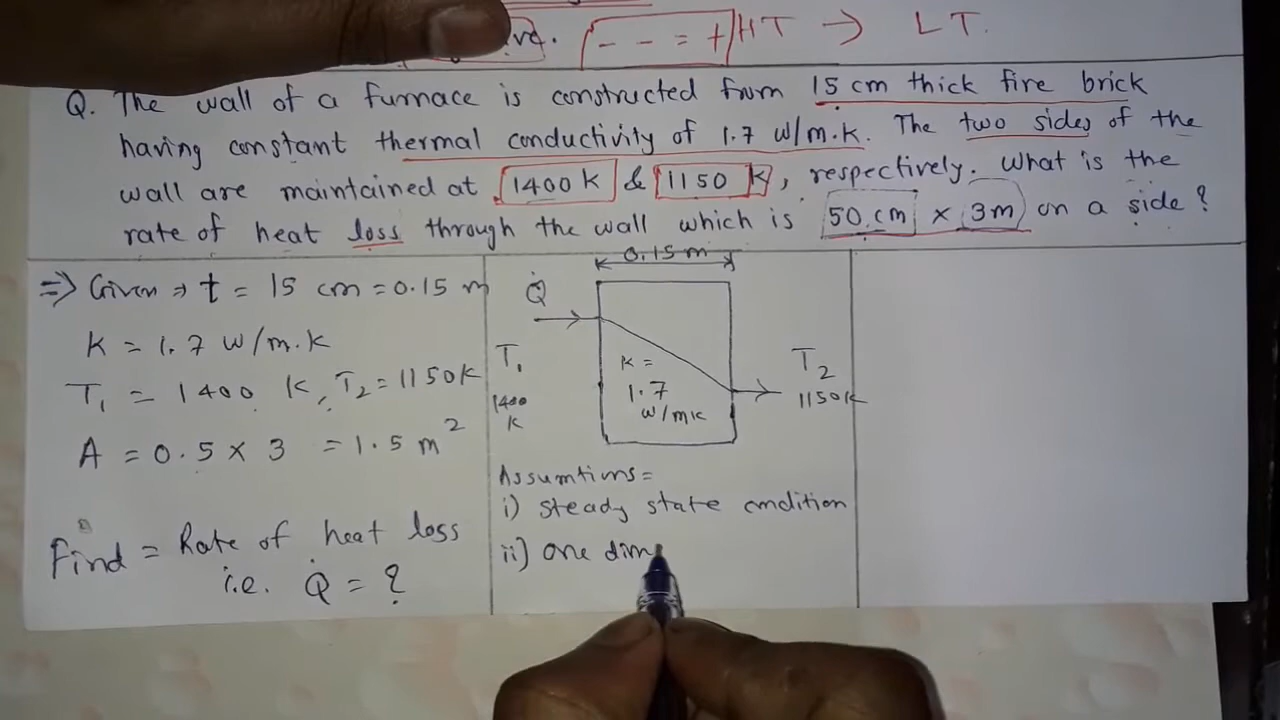 - - = + HT → LT.
Q. The wall of a furnace is constructed from 15 cm thick fire brick
having constant thermal conductivity of 1.7 W/m.K. The two sides of the
wall are maintained at 1400 K & 1150 K, respectively. What is the
rate of heat loss through the wall which is 50 cm × 3m on a side?
⇒ Given → t = 15 cm = 0.15 m
K = 1.7 W/m.K
T₁ = 1400 K, T₂ = 1150K
A = 0.5 × 3 = 1.5 m²
Find = Rate of heat loss
i.e. Q̇ = ?
0.15 m
Q̇
T₁
1400
K
K =
1.7
W/mK
T₂
1150K
Assumtims =
i) steady state condition
ii) one dim